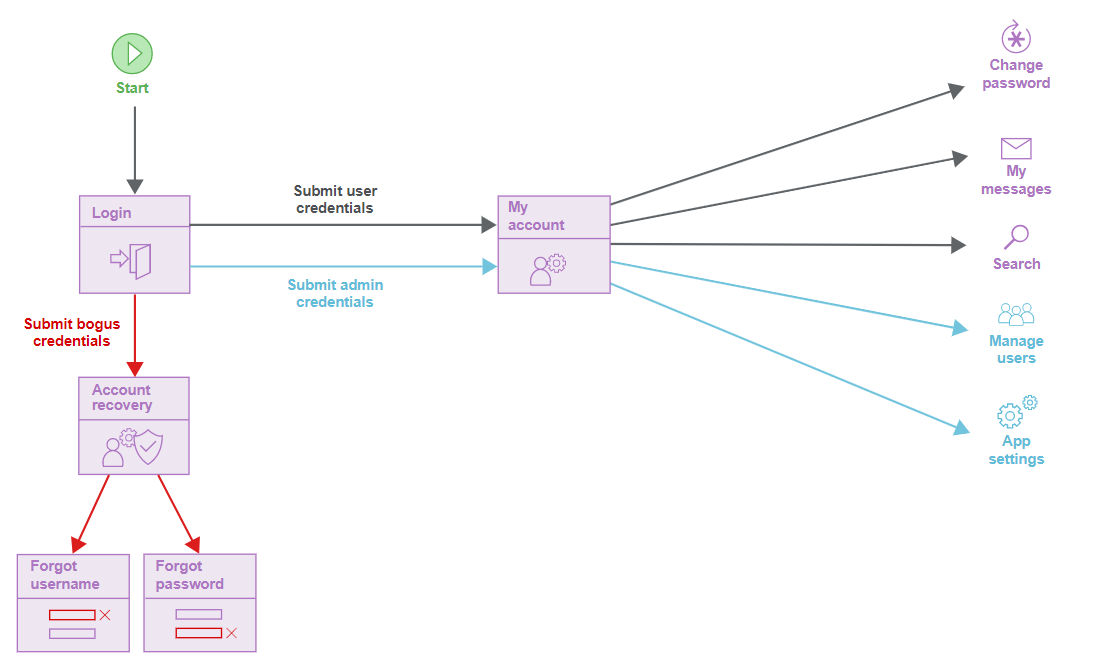 Start
Change
password
My
messages
Submit user
credentials
Login
My
account
Search
Submit admin
credentials
Submit bogus
credentials
Manage
users
Account
recovery
App
settings
Forgot
username
Forgot
password